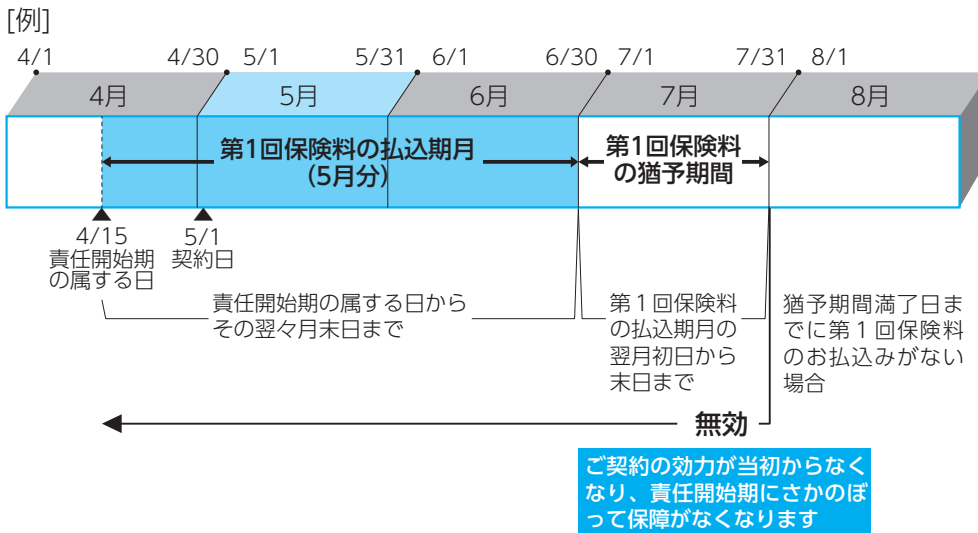 [例]
4/1
4/30
5/1
5/31
6/1
6/30
7/1
7/31
8/1
4月
5月
6月
7月
8月
第1回保険料の払込期月
(5月分)
第1回保険料
の猶予期間
4/15
責任開始期
の属する日
5/1
契約日
責任開始期の属する日から
その翌々月末日まで
第1回保険料
の払込期月の
翌月初日から
末日まで
猶予期間満了日ま
でに第1回保険料
のお払込みがない
場合
無効
ご契約の効力が当初からなく
なり、責任開始期にさかのぼ
って保障がなくなります